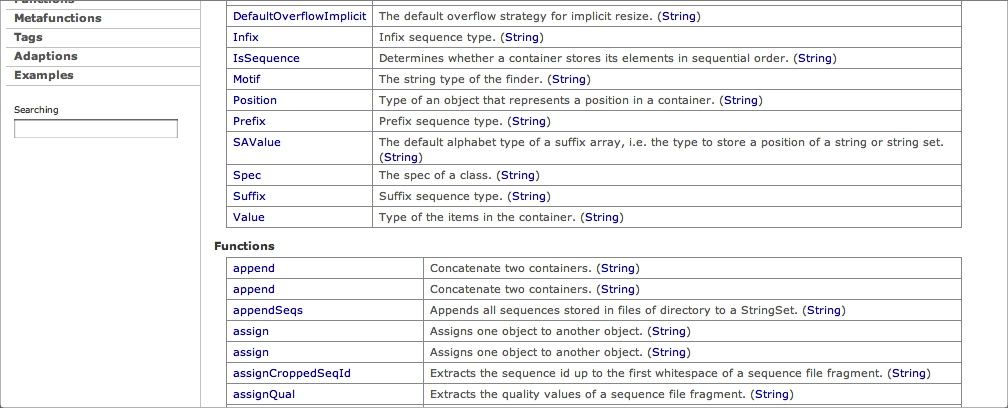 Metafunctions
Tags
Adaptions
Examples
Searching
DefaultOverflowImplicit The default overflow strategy for implicit resize. (String)
Infix Infix sequence type. (String)
IsSequence Determines whether a container stores its elements in sequential order. (String)
Motif The string type of the finder. (String)
Position Type of an object that represents a position in a container. (String)
Prefix Prefix sequence type. (String)
SAValue The default alphabet type of a suffix array, i.e. the type to store a position of a string or string set.
(String)
Spec The spec of a class. (String)
Suffix Suffix sequence type. (String)
Value Type of the items in the container. (String)
Functions
append Concatenate two containers. (String)
append Concatenate two containers. (String)
appendSeqs Appends all sequences stored in files of directory to a StringSet. (String)
assign Assigns one object to another object. (String)
assign Assigns one object to another object. (String)
assignCroppedSeqId Extracts the sequence id up to the first whitespace of a sequence file fragment. (String)
assignQual Extracts the quality values of a sequence file fragment. (String)